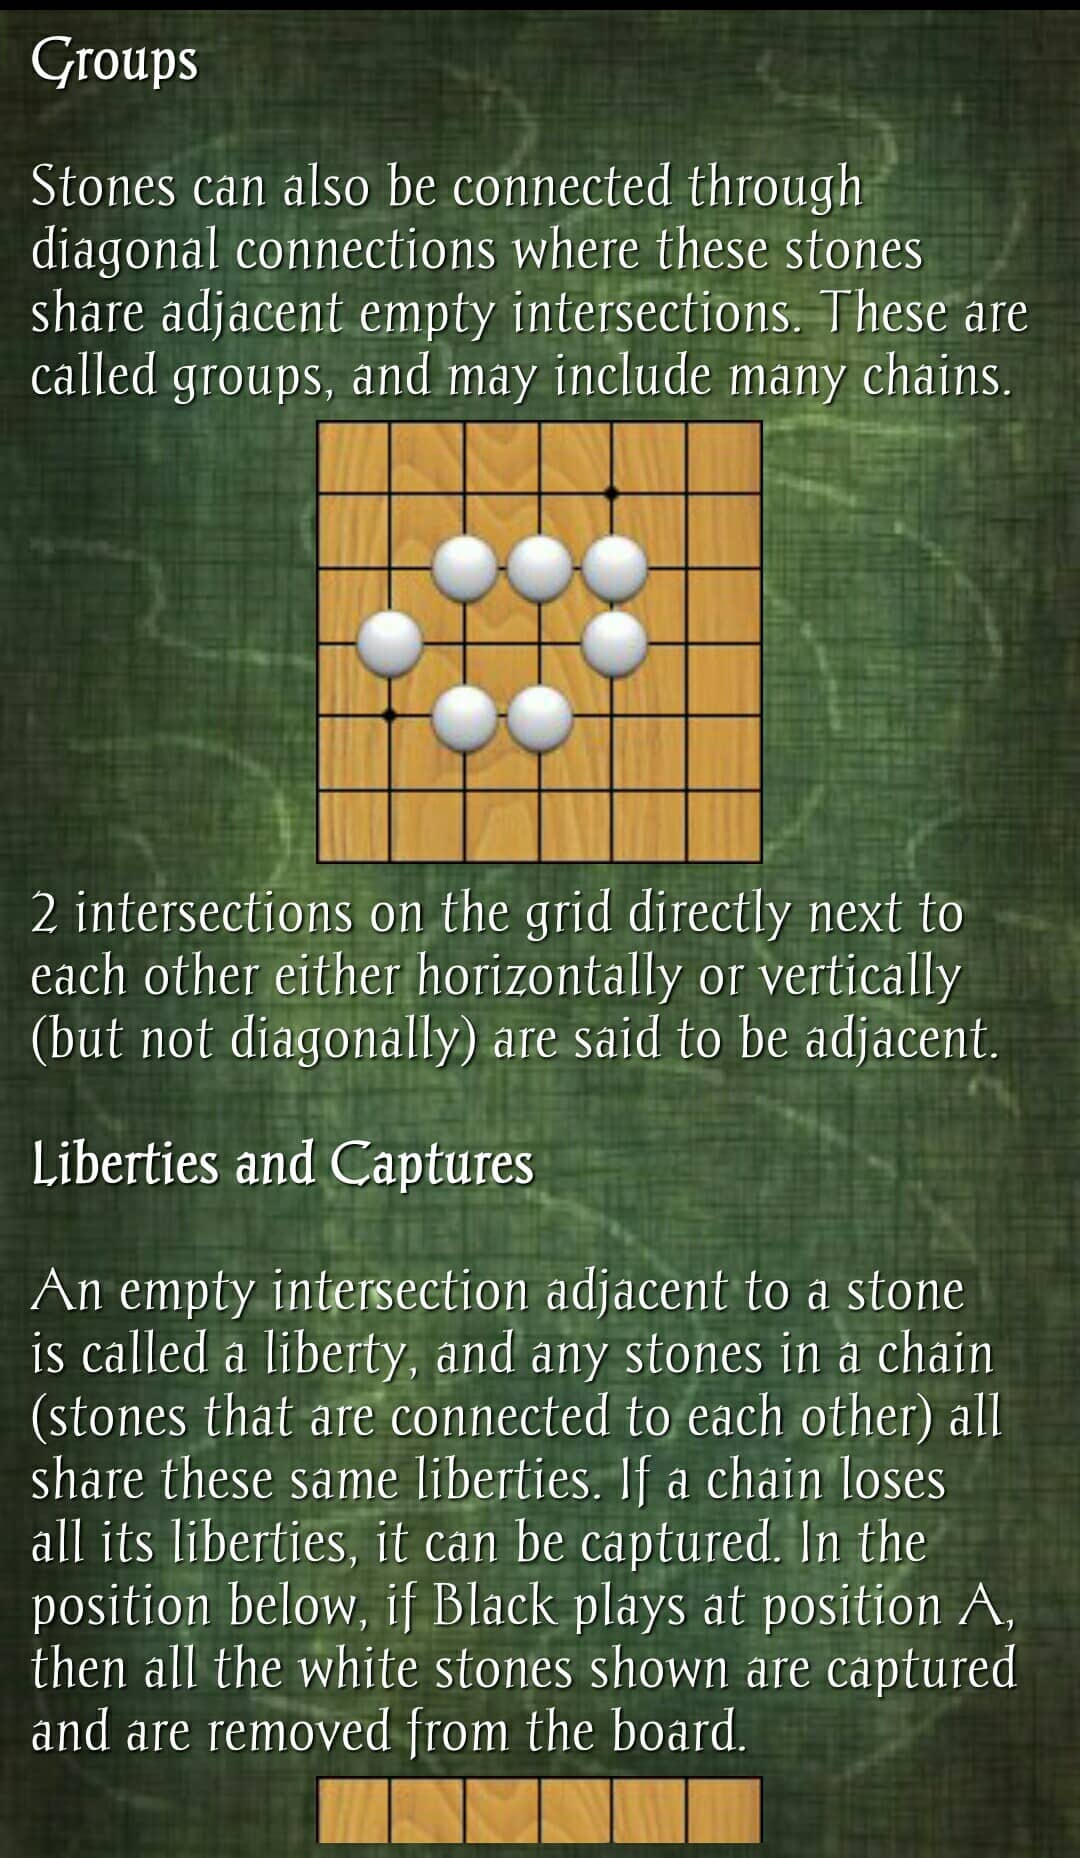 Groups
Stones can also be connected through
diagonal connections where these stones
share adjacent empty intersections. These are
called groups, and may include many chains.
2 intersections on the grid directly next to
each other either horizontally or vertically
(but not diagonally) are said to be adjacent.
Liberties and Captures
An empty intersection adjacent to a stone
is called a liberty, and any stones in a chain
(stones that are connected to each other) all
share these same liberties. If a chain loses
all its liberties, it can be captured. In the
position below, if Black plays at position A,
then all the white stones shown are captured
and are removed from the board.